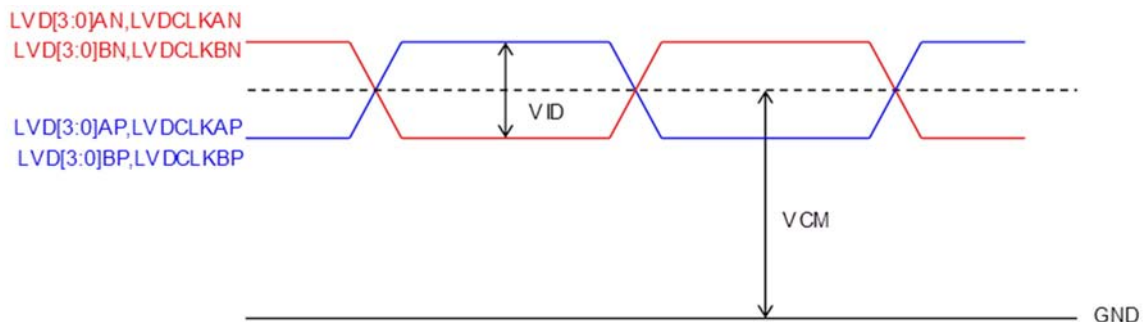 LVD[3:0]AN,LVDCLKAN
LVD[3:0]BN,LVDCLKBN
VID
LVD[3:0]AP,LVDCLKAP
LVD[3:0]BP,LVDCLKBP
VCM
GND